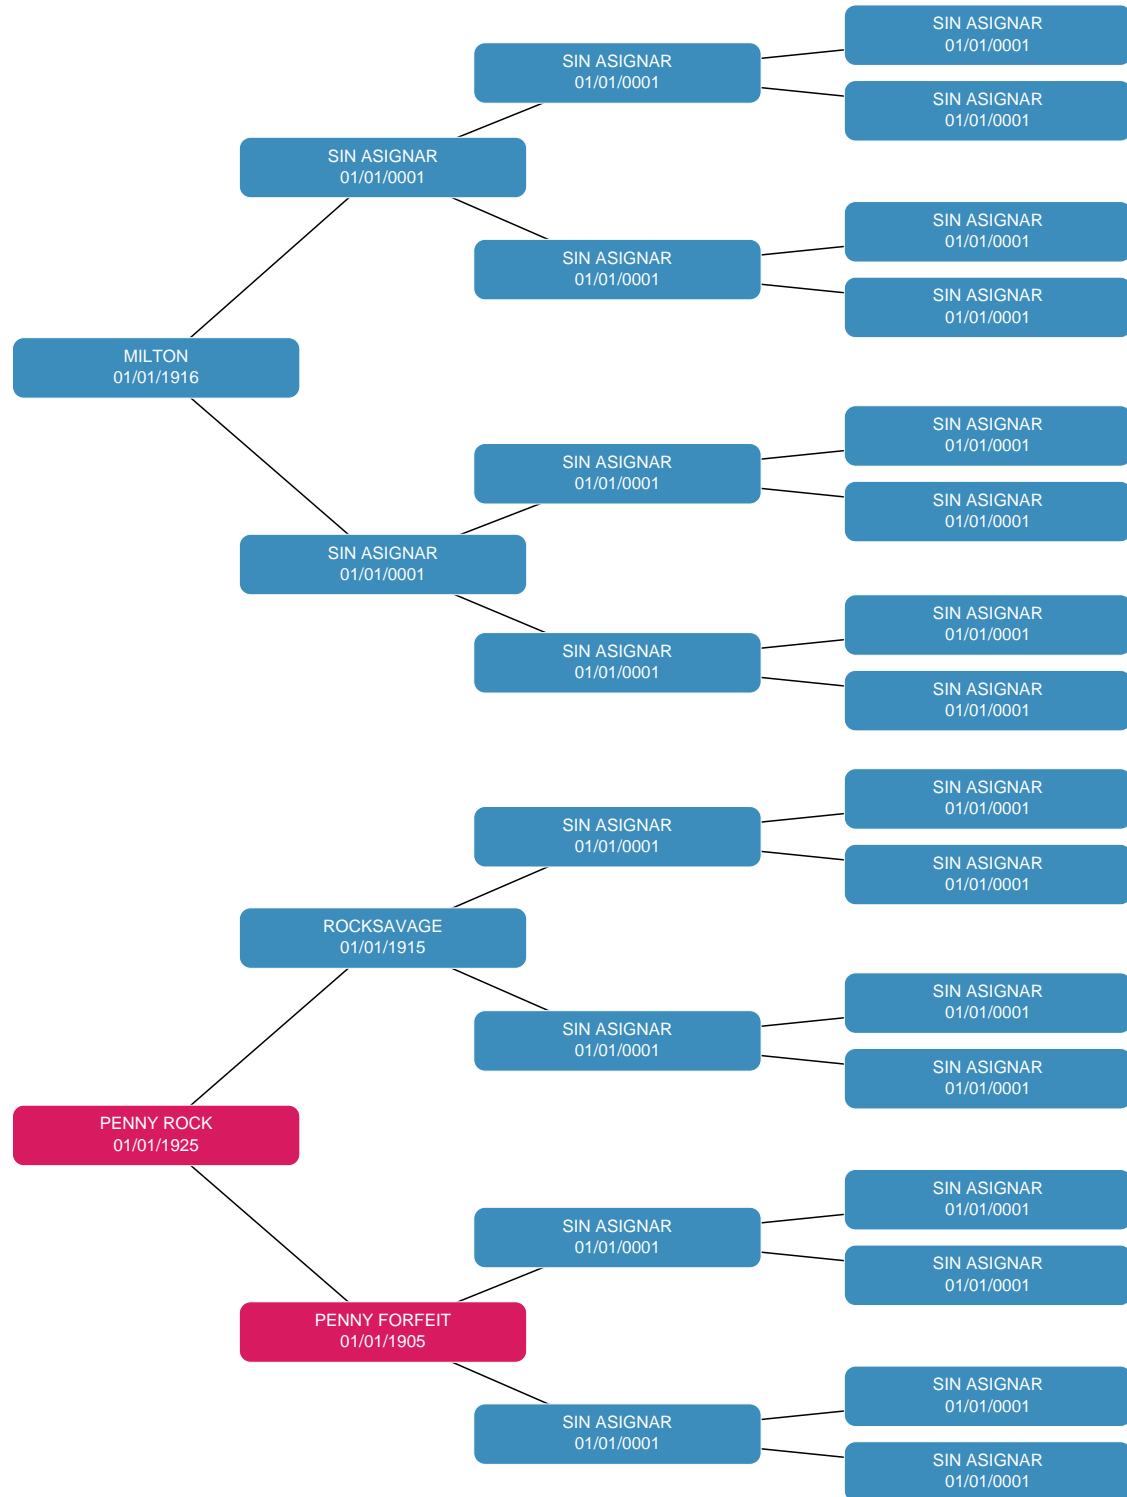 SIN ASIGNAR
01/01/0001
SIN ASIGNAR
01/01/0001
SIN ASIGNAR
01/01/0001
SIN ASIGNAR
01/01/0001
SIN ASIGNAR
01/01/0001
SIN ASIGNAR
01/01/0001
SIN ASIGNAR
01/01/0001
MILTON
01/01/1916
SIN ASIGNAR
01/01/0001
SIN ASIGNAR
01/01/0001
SIN ASIGNAR
01/01/0001
SIN ASIGNAR
01/01/0001
SIN ASIGNAR
01/01/0001
SIN ASIGNAR
01/01/0001
SIN ASIGNAR
01/01/0001
SIN ASIGNAR
01/01/0001
SIN ASIGNAR
01/01/0001
SIN ASIGNAR
01/01/0001
ROCKSAVAGE
01/01/1915
SIN ASIGNAR
01/01/0001
SIN ASIGNAR
01/01/0001
SIN ASIGNAR
01/01/0001
PENNY ROCK
01/01/1925
SIN ASIGNAR
01/01/0001
SIN ASIGNAR
01/01/0001
SIN ASIGNAR
01/01/0001
PENNY FORFEIT
01/01/1905
SIN ASIGNAR
01/01/0001
SIN ASIGNAR
01/01/0001
SIN ASIGNAR
01/01/0001